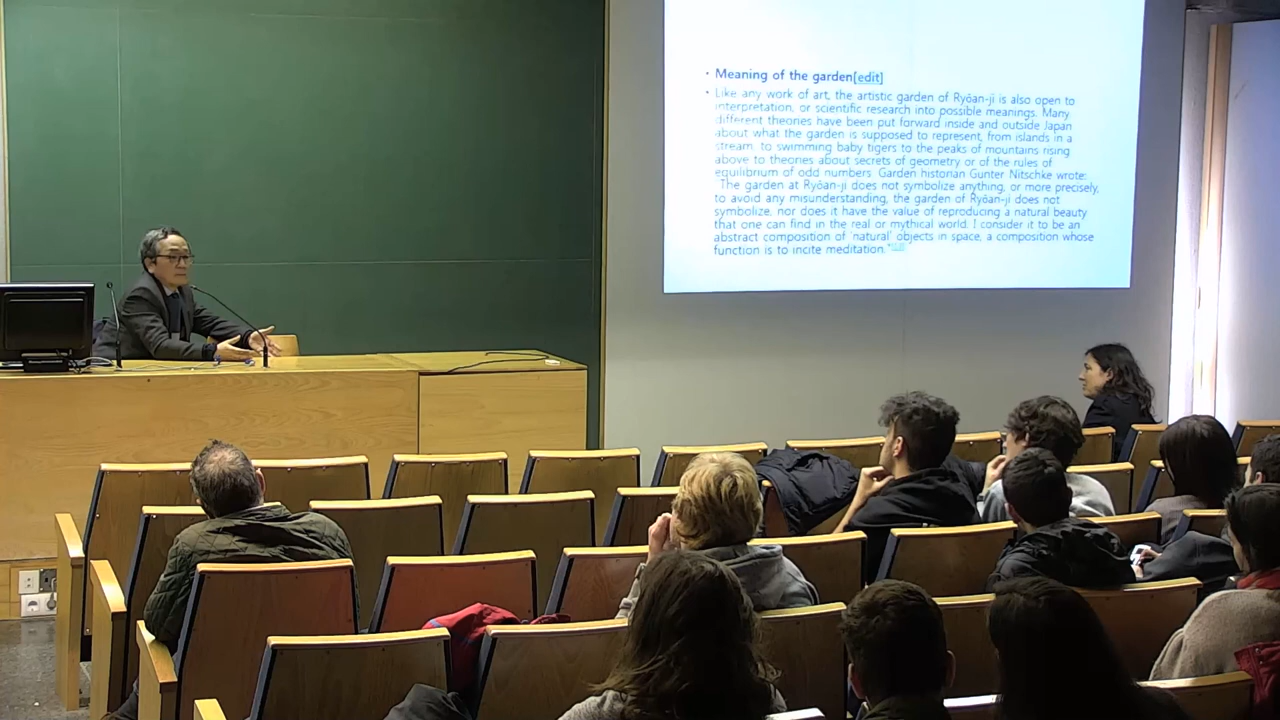 • Meaning of the garden[edit]
• Like any work of art, the artistic garden of Ryōan-ji is also open to
interpretation, or scientific research into possible meanings. Many
different theories have been put forward inside and outside Japan
about what the garden is supposed to represent, from islands in a
stream, to swimming baby tigers to the peaks of mountains rising
above to theories about secrets of geometry or of the rules of
equilibrium of odd numbers. Garden historian Gunter Nitschke wrote:
"The garden at Ryōan-ji does not symbolize anything, or more precisely,
to avoid any misunderstanding, the garden of Ryōan-ji does not
symbolize, nor does it have the value of reproducing a natural beauty
that one can find in the real or mythical world. I consider it to be an
abstract composition of 'natural' objects in space, a composition whose
function is to incite meditation."